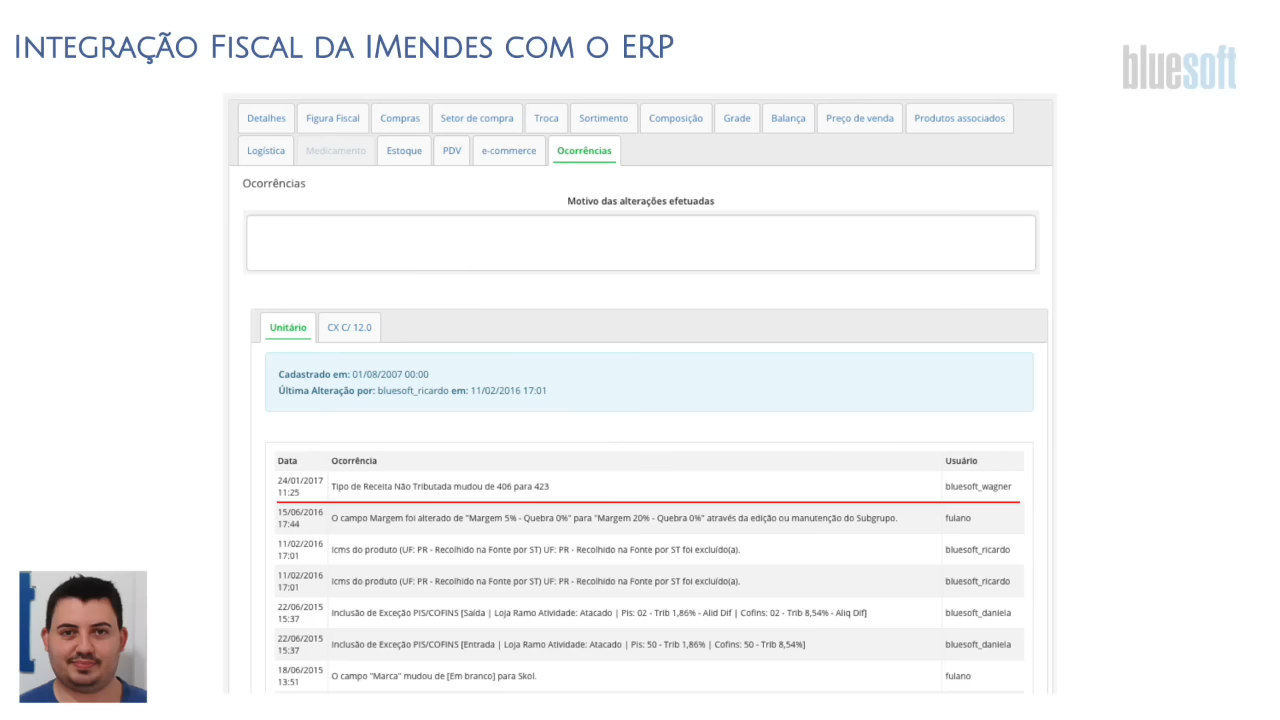 Integração Fiscal da IMendes com o ERP
bluesoft
Detalhes Figura Fiscal Compras Setor de compra Troca Sortimento Composição Grade Balança Preço de venda Produtos associados
Logística Medicamento Estoque PDV e-commerce Ocorrências
Ocorrências
Motivo das alterações efetuadas
Unitário CX C/ 12.0
Cadastrado em: 01/08/2007 00:00
Última Alteração por: bluesoft_ricardo em: 11/02/2016 17:01
Data Ocorrência Usuário
24/01/2017 11:25 Tipo de Receita Não Tributada mudou de 406 para 423 bluesoft_wagner
15/06/2016 17:44 O campo Margem foi alterado de "Margem 5% - Quebra 0%" para "Margem 20% - Quebra 0%" através da edição ou manutenção do Subgrupo. fulano
11/02/2016 17:01 Icms do produto (UF: PR - Recolhido na Fonte por ST) UF: PR - Recolhido na Fonte por ST foi excluído(a). bluesoft_ricardo
11/02/2016 17:01 Icms do produto (UF: PR - Recolhido na Fonte por ST) UF: PR - Recolhido na Fonte por ST foi excluído(a). bluesoft_ricardo
22/06/2015 15:37 Inclusão de Exceção PIS/COFINS [Saída | Loja Ramo Atividade: Atacado | Pis: 02 - Trib 1,86% - Alid Dif | Cofins: 02 - Trib 8,54% - Aliq Dif] bluesoft_daniela
22/06/2015 15:37 Inclusão de Exceção PIS/COFINS [Entrada | Loja Ramo Atividade: Atacado | Pis: 50 - Trib 1,86% | Cofins: 50 - Trib 8,54%] bluesoft_daniela
18/06/2015 13:51 O campo "Marca" mudou de [Em branco] para Skol. fulano